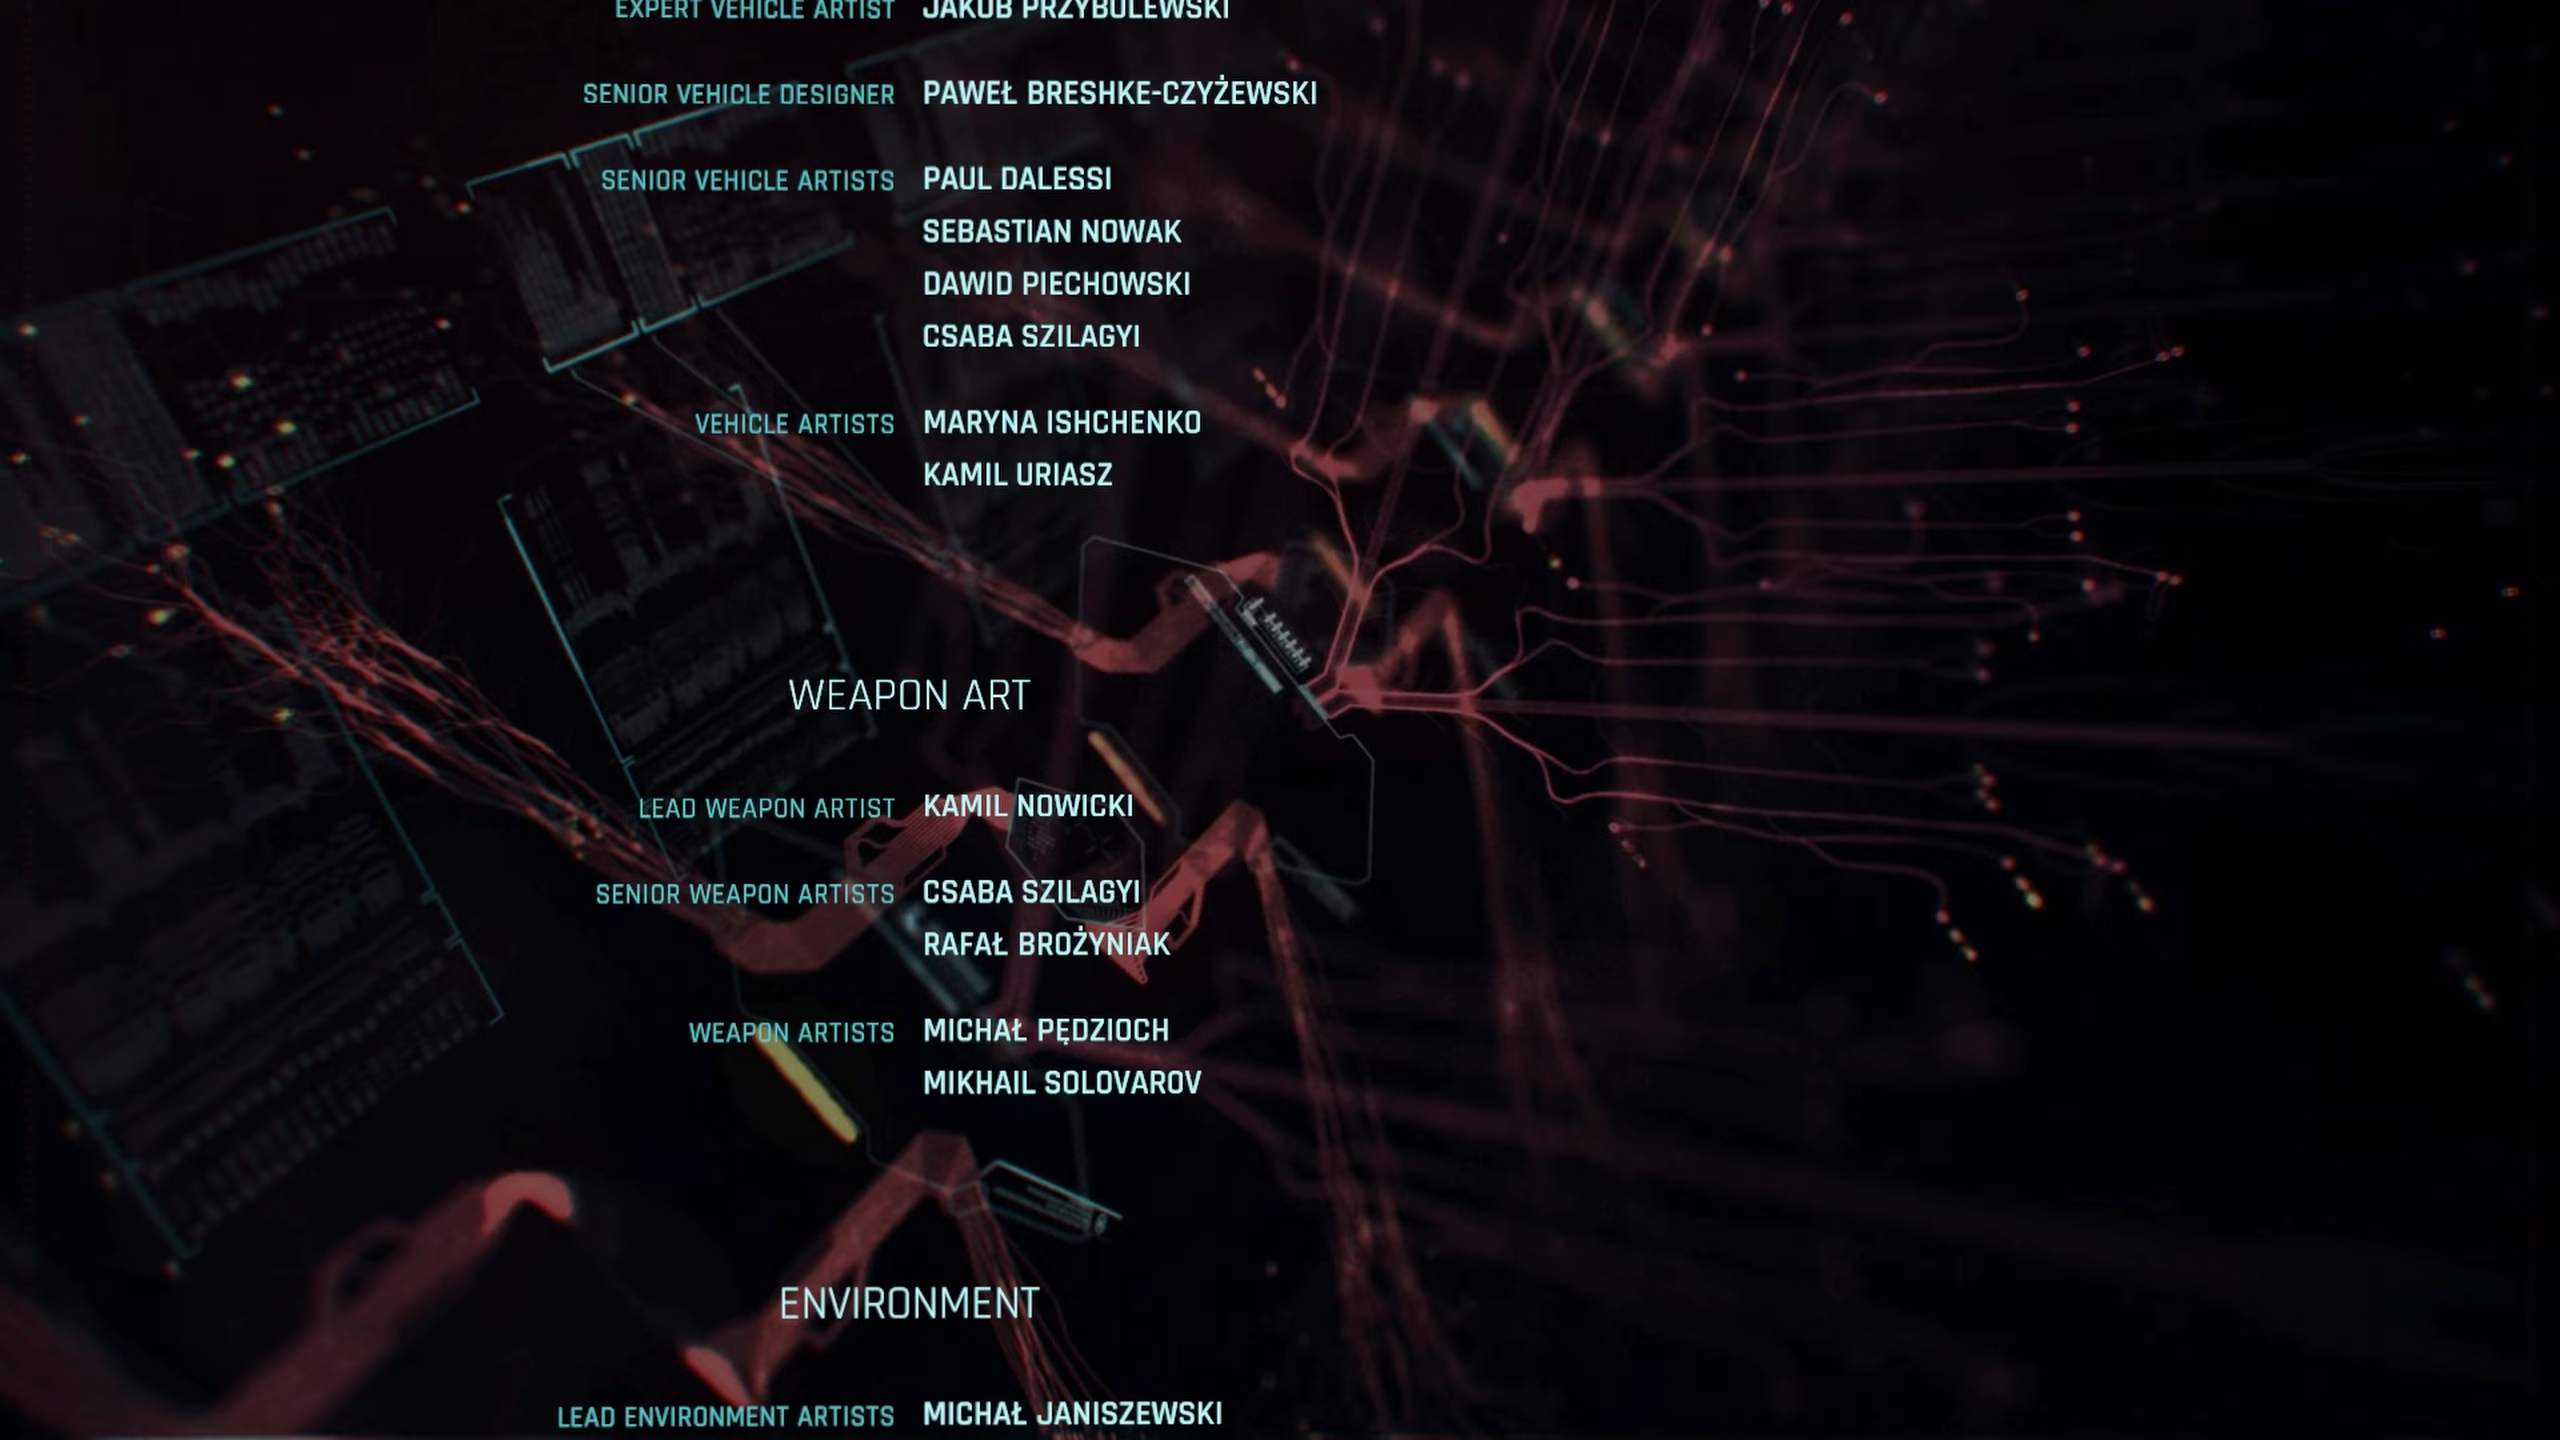 EXPERT VEHICLE ARTIST JAKUB PRZYBOLEWSKI
SENIOR VEHICLE DESIGNER PAWEŁ BRESHKE-CZYŻEWSKI
SENIOR VEHICLE ARTISTS PAUL DALESSI
SEBASTIAN NOWAK
DAWID PIECHOWSKI
CSABA SZILAGYI
VEHICLE ARTISTS MARYNA ISHCHENKO
KAMIL URIASZ
WEAPON ART
LEAD WEAPON ARTIST KAMIL NOWICKI
SENIOR WEAPON ARTISTS CSABA SZILAGYI
RAFAŁ BROŻYNIAK
WEAPON ARTISTS MICHAŁ PĘDZIOCH
MIKHAIL SOLOVAROV
ENVIRONMENT
LEAD ENVIRONMENT ARTISTS MICHAŁ JANISZEWSKI